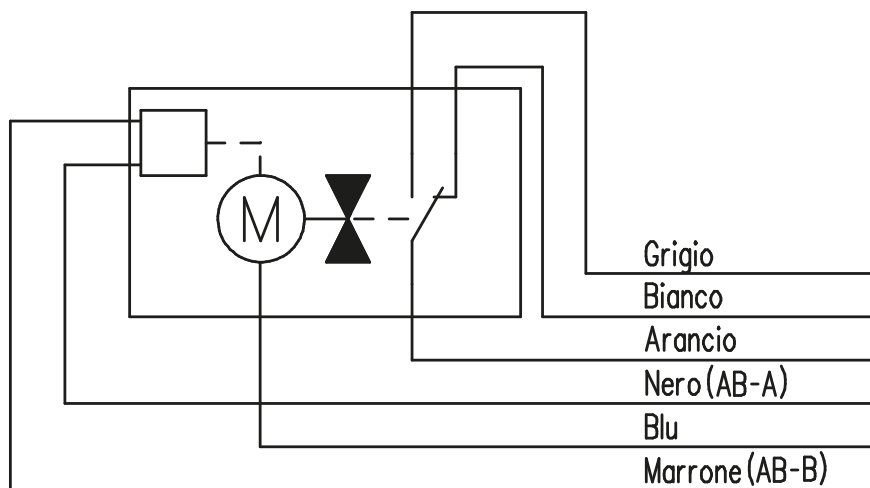 M
Grigio
Bianco
Arancio
Nero(AB-A)
Blu
Marrone(AB-B)